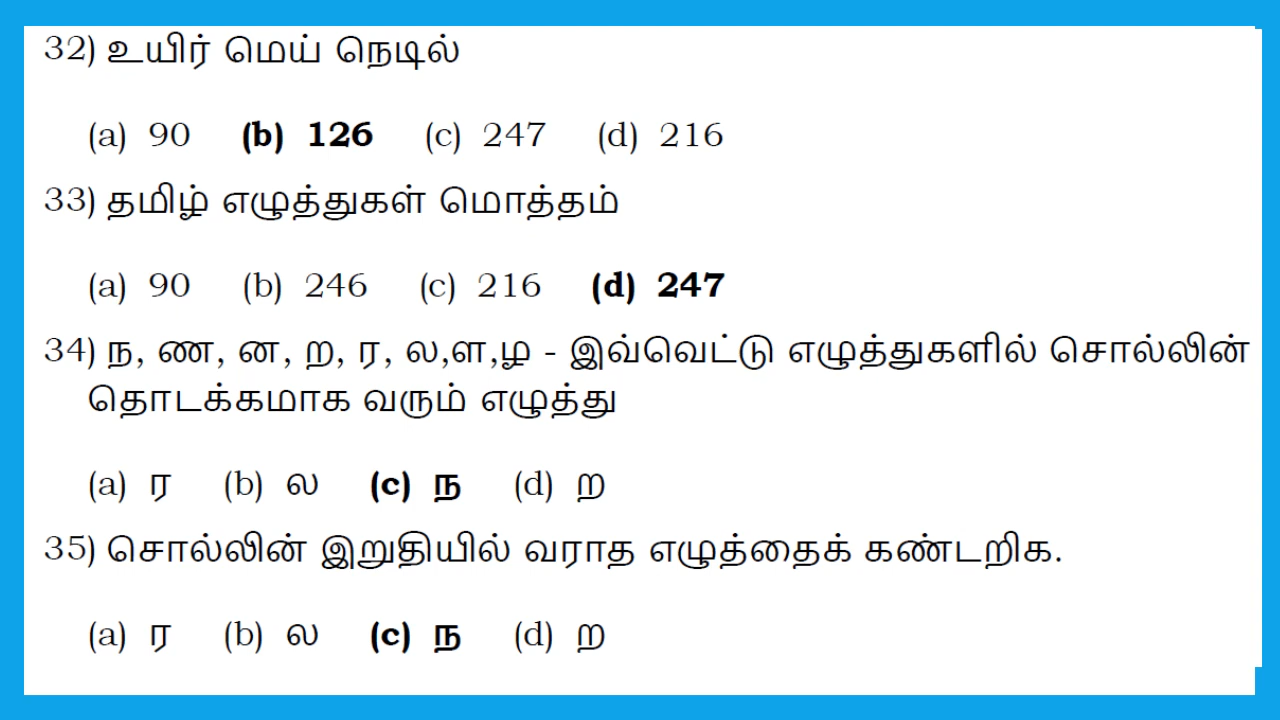 32) உயிர் மெய் நெடில்
(a) 90 (b) 126 (c) 247 (d) 216
33) தமிழ் எழுத்துகள் மொத்தம்
(a) 90 (b) 246 (c) 216 (d) 247
34) ந, ண, ன, ற, ர, ல,ள,ழ - இவ்வெட்டு எழுத்துகளில் சொல்லின்
தொடக்கமாக வரும் எழுத்து
(a) ர (b) ல (c) ந (d) ற
35) சொல்லின் இறுதியில் வராத எழுத்தைக் கண்டறிக.
(a) ர (b) ல (c) ந (d) ற